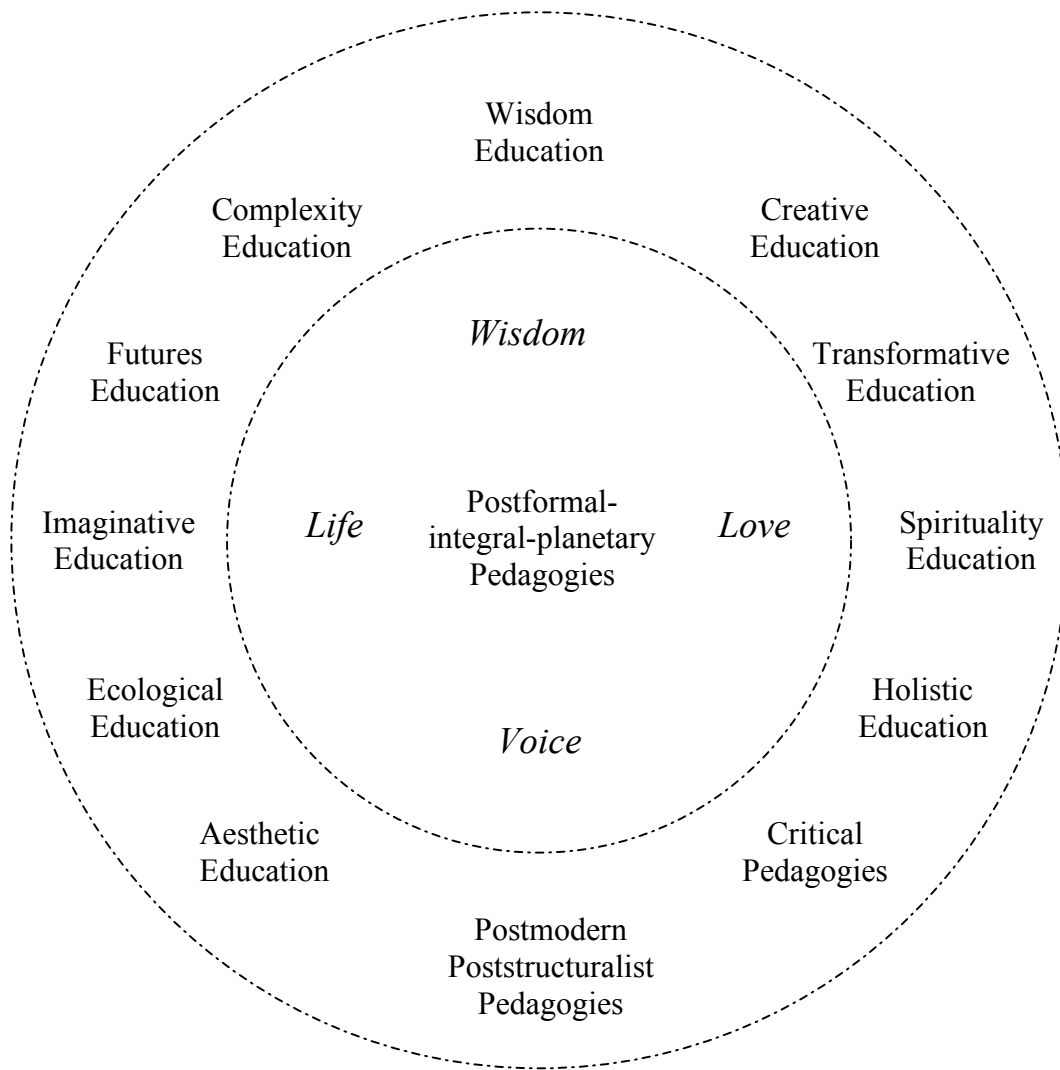 Wisdom
Education
Complexity
Education
Creative
Education
Futures
Education
Wisdom
Transformative
Education
Imaginative
Education
Life
Postformal-
integral-planetary
Pedagogies
Love
Spirituality
Education
Ecological
Education
Voice
Holistic
Education
Aesthetic
Education
Critical
Pedagogies
Postmodern
Poststructuralist
Pedagogies